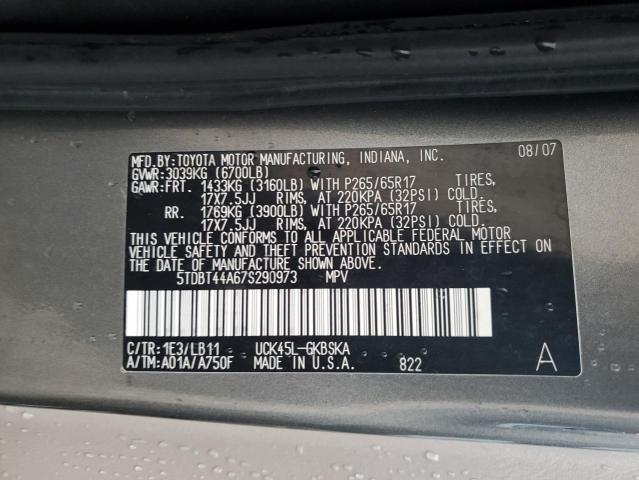 MFD.BY:TOYOTA MOTOR MANUFACTURING, INDIANA, INC. 08/07
GVWR:3039KG (6700LB)
GAWR:FRT. 1433KG (3160LB) WITH P265/65R17 TIRES,
17X7.5JJ RIMS, AT 220KPA (32PSI) COLD.
RR. 1769KG (3900LB) WITH P265/65R17 TIRES,
17X7.5JJ RIMS, AT 220KPA (32PSI) COLD.
THIS VEHICLE CONFORMS TO ALL APPLICABLE FEDERAL MOTOR
VEHICLE SAFETY AND THEFT PREVENTION STANDARDS IN EFFECT ON
THE DATE OF MANUFACTURE SHOWN ABOVE.
5TDBT44A67S290973 MPV
C/TR:1E3/LB11 UCK45L-GKBSKA
A/TM:A01A/A750F MADE IN U.S.A. 822 A